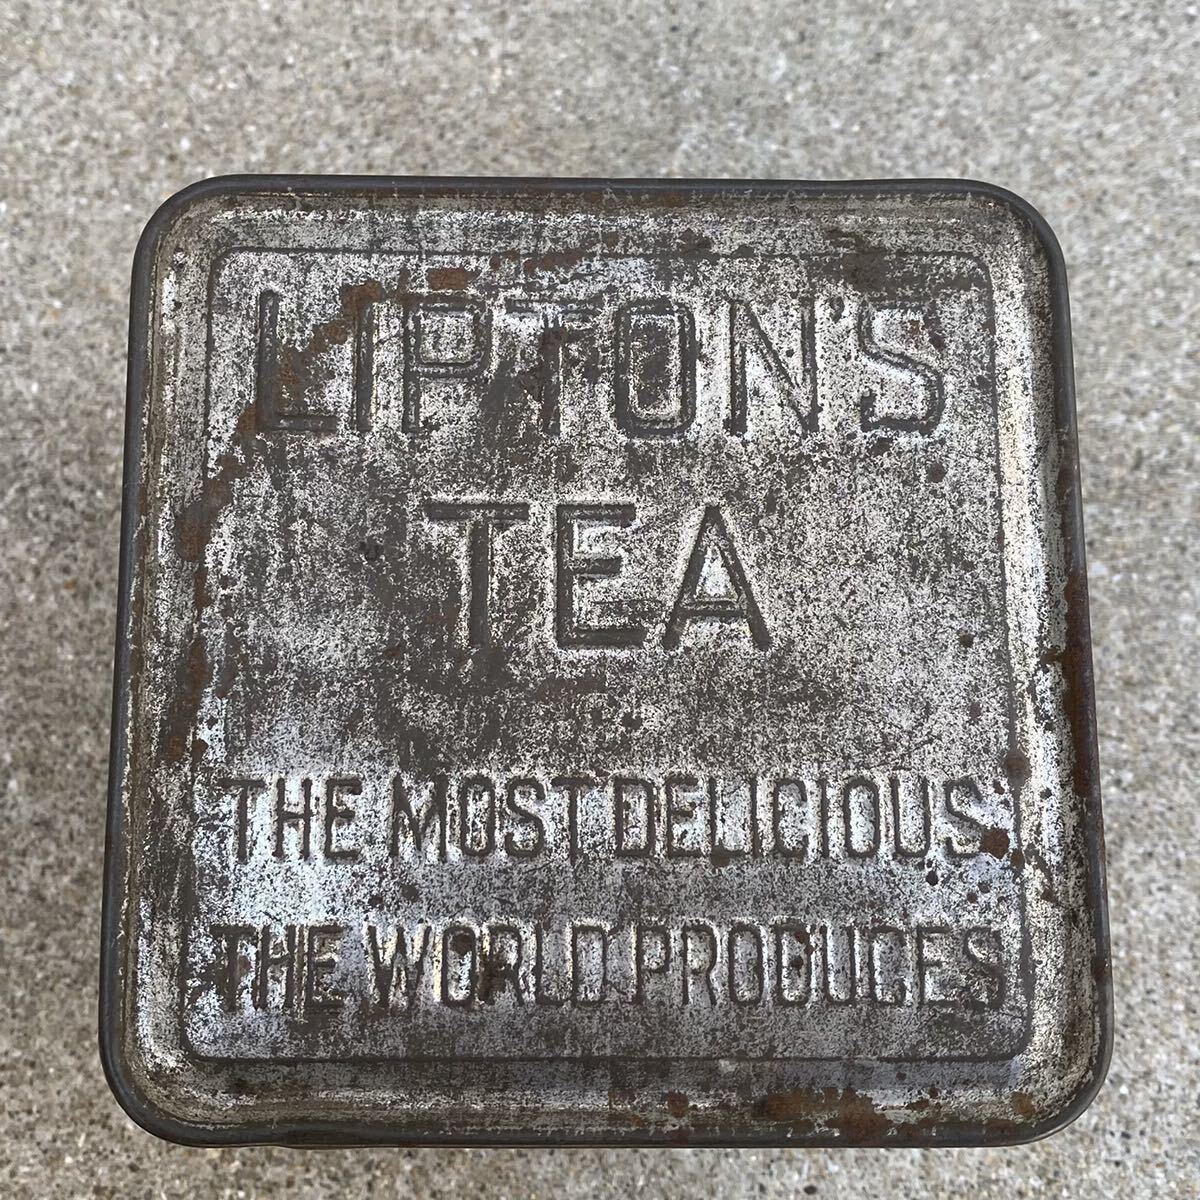 LIPTON'S
TEA
THE MOST DELICIOUS
THE WORLD PRODUCES